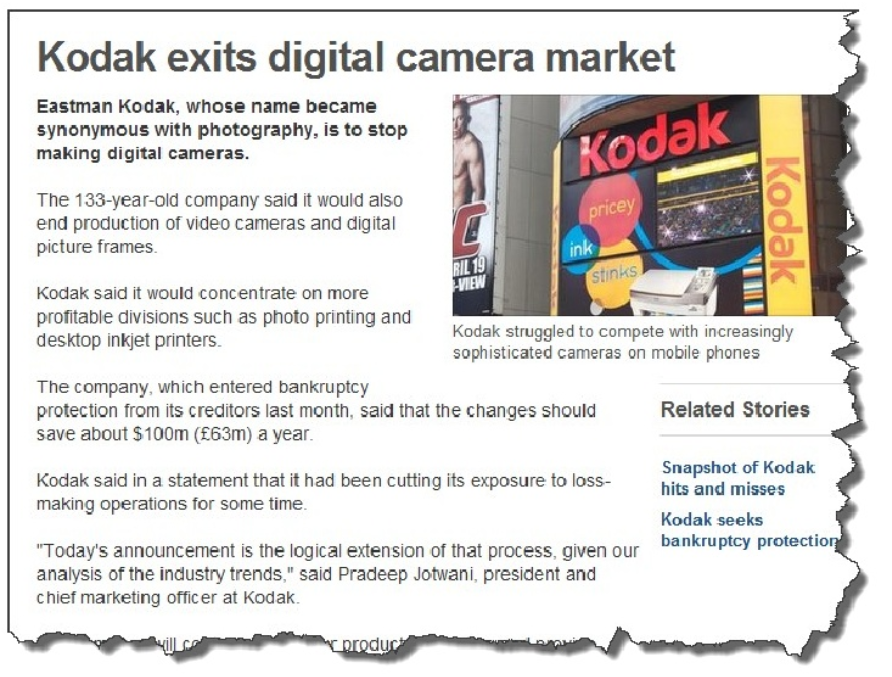 Kodak exits digital camera market
Eastman Kodak, whose name became
synonymous with photography, is to stop
making digital cameras.
The 133-year-old company said it would also
end production of video cameras and digital
picture frames.
Kodak said it would concentrate on more
profitable divisions such as photo printing and
desktop inkjet printers.
The company, which entered bankruptcy
protection from its creditors last month, said that the changes should
save about $100m (£63m) a year.
Kodak said in a statement that it had been cutting its exposure to loss-
making operations for some time.
"Today's announcement is the logical extension of that process, given our
analysis of the industry trends," said Pradeep Jotwani, president and
chief marketing officer at Kodak.
Kodak
Kodak
pricey
ink
stinks
C
RIL 19
-VIEW
Kodak struggled to compete with increasingly
sophisticated cameras on mobile phones
Related Stories
Snapshot of Kodak
hits and misses
Kodak seeks
bankruptcy protection